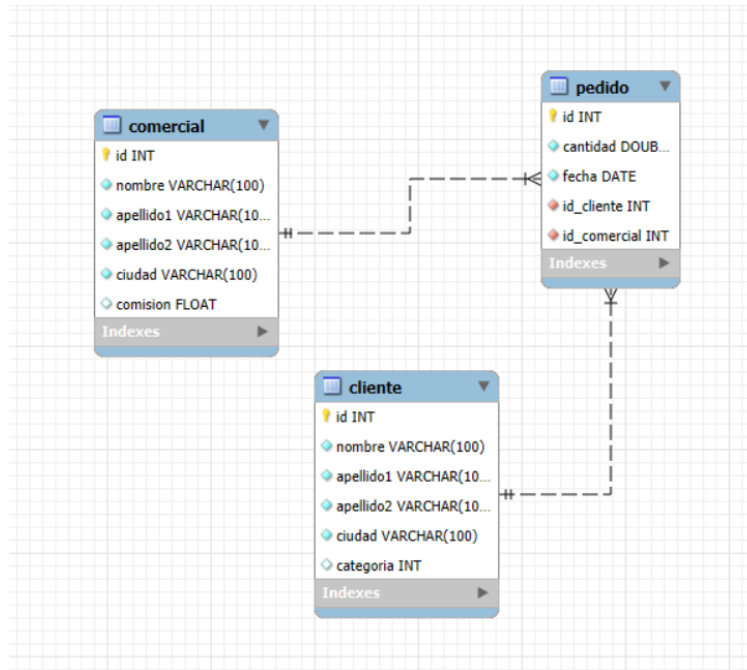 comercial
id INT
nombre VARCHAR(100)
apellido1 VARCHAR(10...
apellido2 VARCHAR(10...
ciudad VARCHAR(100)
comision FLOAT
Indexes
pedido
id INT
cantidad DOUB...
fecha DATE
id_cliente INT
id_comercial INT
Indexes
cliente
id INT
nombre VARCHAR(100)
apellido1 VARCHAR(10...
apellido2 VARCHAR(10...
ciudad VARCHAR(100)
categoria INT
Indexes